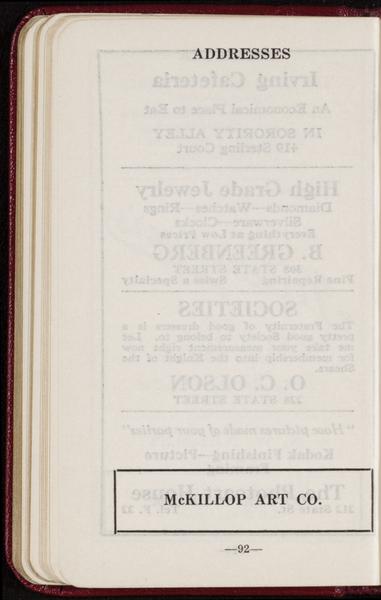 ADDRESSES
Irving Cafeteria
An Economical Place to Eat
IN SORORITY ALLEY
419 Sterling Court
High Grade Jewelry
Diamonds—Watches—Rings
Silverware—Clocks
Everything at Low Prices
B. GREENBERG
308 STATE STREET
Fine Repairing Swiss a Specialty
SOCIETIES
The Fraternity of good dressers is a
pretty good Society to belong to. Let
me take your measurement right now
for membership into the Knight of the
Shears.
O. C. OLSON
228 STATE STREET
"Have pictures made of your parties"
Kodak Finishing—Picture
Framing
212 State St. Tel. F. 22
McKILLOP ART CO.
—92—